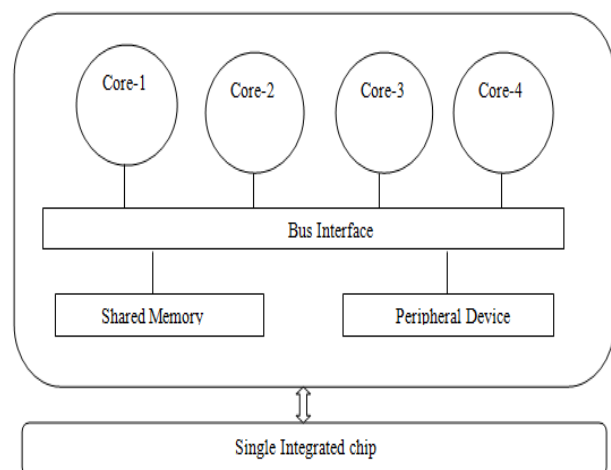 Core-1
Core-2
Core-3
Core-4
Bus Interface
Shared Memory
Peripheral Device
Single Integrated chip